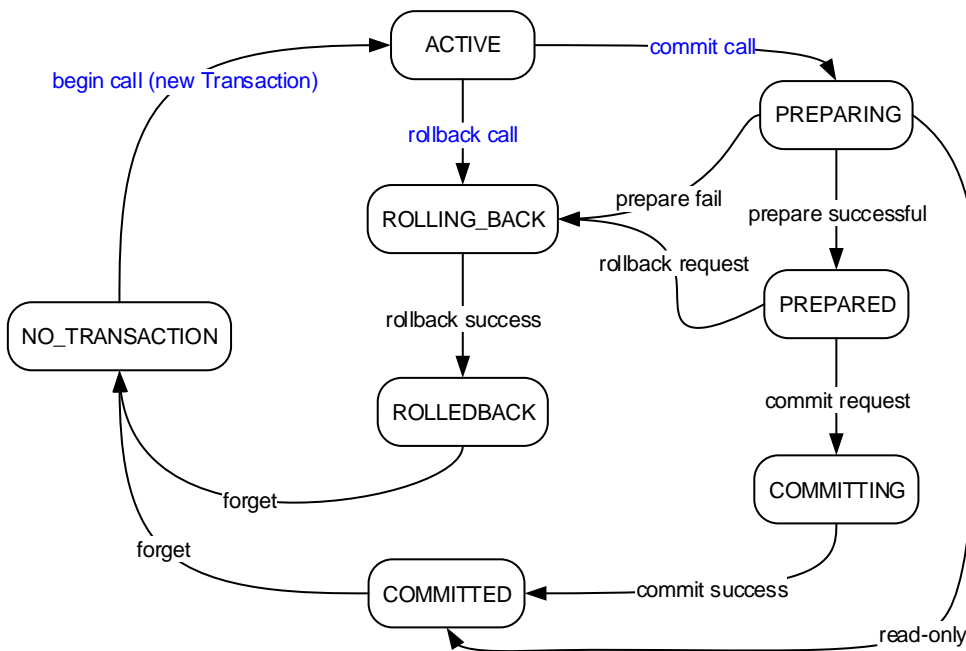 ACTIVE
commit call
begin call (new Transaction)
PREPARING
rollback call
prepare fail
ROLLING_BACK
prepare successful
rollback request
PREPARED
rollback success
NO_TRANSACTION
ROLLEDBACK
commit request
COMMITTING
forget
forget
COMMITTED
commit success
read-only